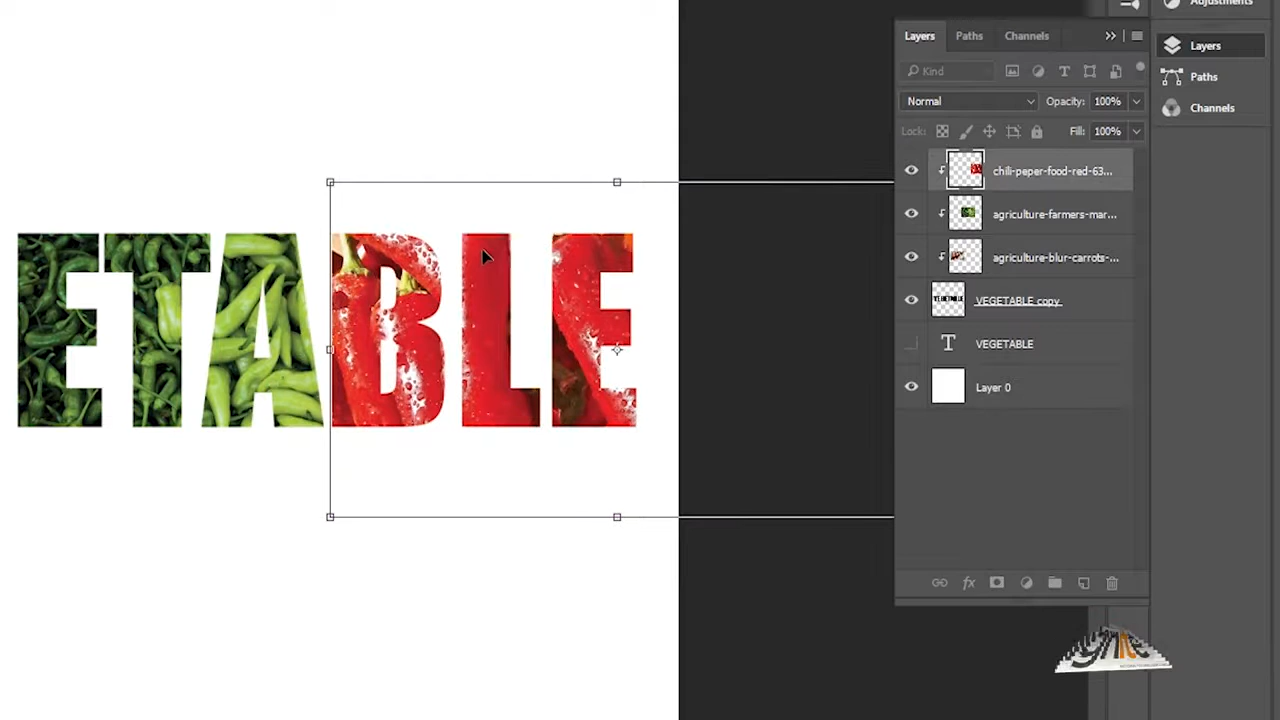 Adjustments
Layers
Paths
Channels
Layers
Paths
Channels
Kind
Normal
Opacity: 100%
Lock:
Fill: 100%
chili-peper-food-red-63...
agriculture-farmers-mar...
agriculture-blur-carrots-...
VEGETABLE copy
T VEGETABLE
Layer 0
ETABLE